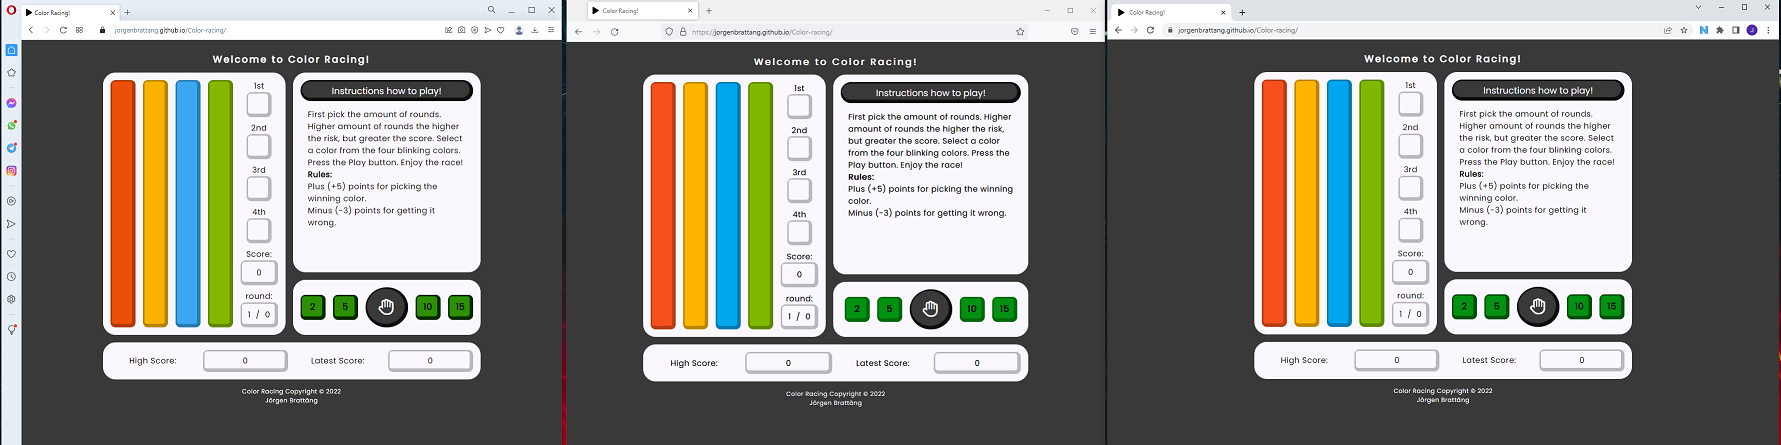 Color Racing!
jorgenbrattang.github.io/Color-racing/
Welcome to Color Racing!
1st
2nd
3rd
4th
Score:
0
round:
1 / 0
Instructions how to play!
First pick the amount of rounds.
Higher amount of rounds the higher
the risk, but greater the score. Select
a color from the four blinking colors.
Press the Play button. Enjoy the race!
Rules:
Plus (+5) points for picking the
winning color.
Minus (-3) points for getting it
wrong.
2
5
10
15
High Score:
0
Latest Score:
0
Color Racing Copyright © 2022
Jörgen Brattäng
Color Racing!
https://jorgenbrattang.github.io/Color-racing/
Welcome to Color Racing!
1st
2nd
3rd
4th
Score:
0
round:
1 / 0
Instructions how to play!
First pick the amount of rounds. Higher
amount of rounds the higher the risk,
but greater the score. Select a color
from the four blinking colors. Press the
Play button. Enjoy the race!
Rules:
Plus (+5) points for picking the winning
color.
Minus (-3) points for getting it wrong.
2
5
10
15
High Score:
0
Latest Score:
0
Color Racing Copyright © 2022
Jörgen Brattäng
Color Racing!
jorgenbrattang.github.io/Color-racing/
J
Welcome to Color Racing!
1st
2nd
3rd
4th
Score:
0
round:
1 / 0
Instructions how to play!
First pick the amount of rounds.
Higher amount of rounds the higher
the risk, but greater the score. Select
a color from the four blinking colors.
Press the Play button. Enjoy the race!
Rules:
Plus (+5) points for picking the
winning color.
Minus (-3) points for getting it
wrong.
2
5
10
15
High Score:
0
Latest Score:
0
Color Racing Copyright © 2022
Jörgen Brattäng